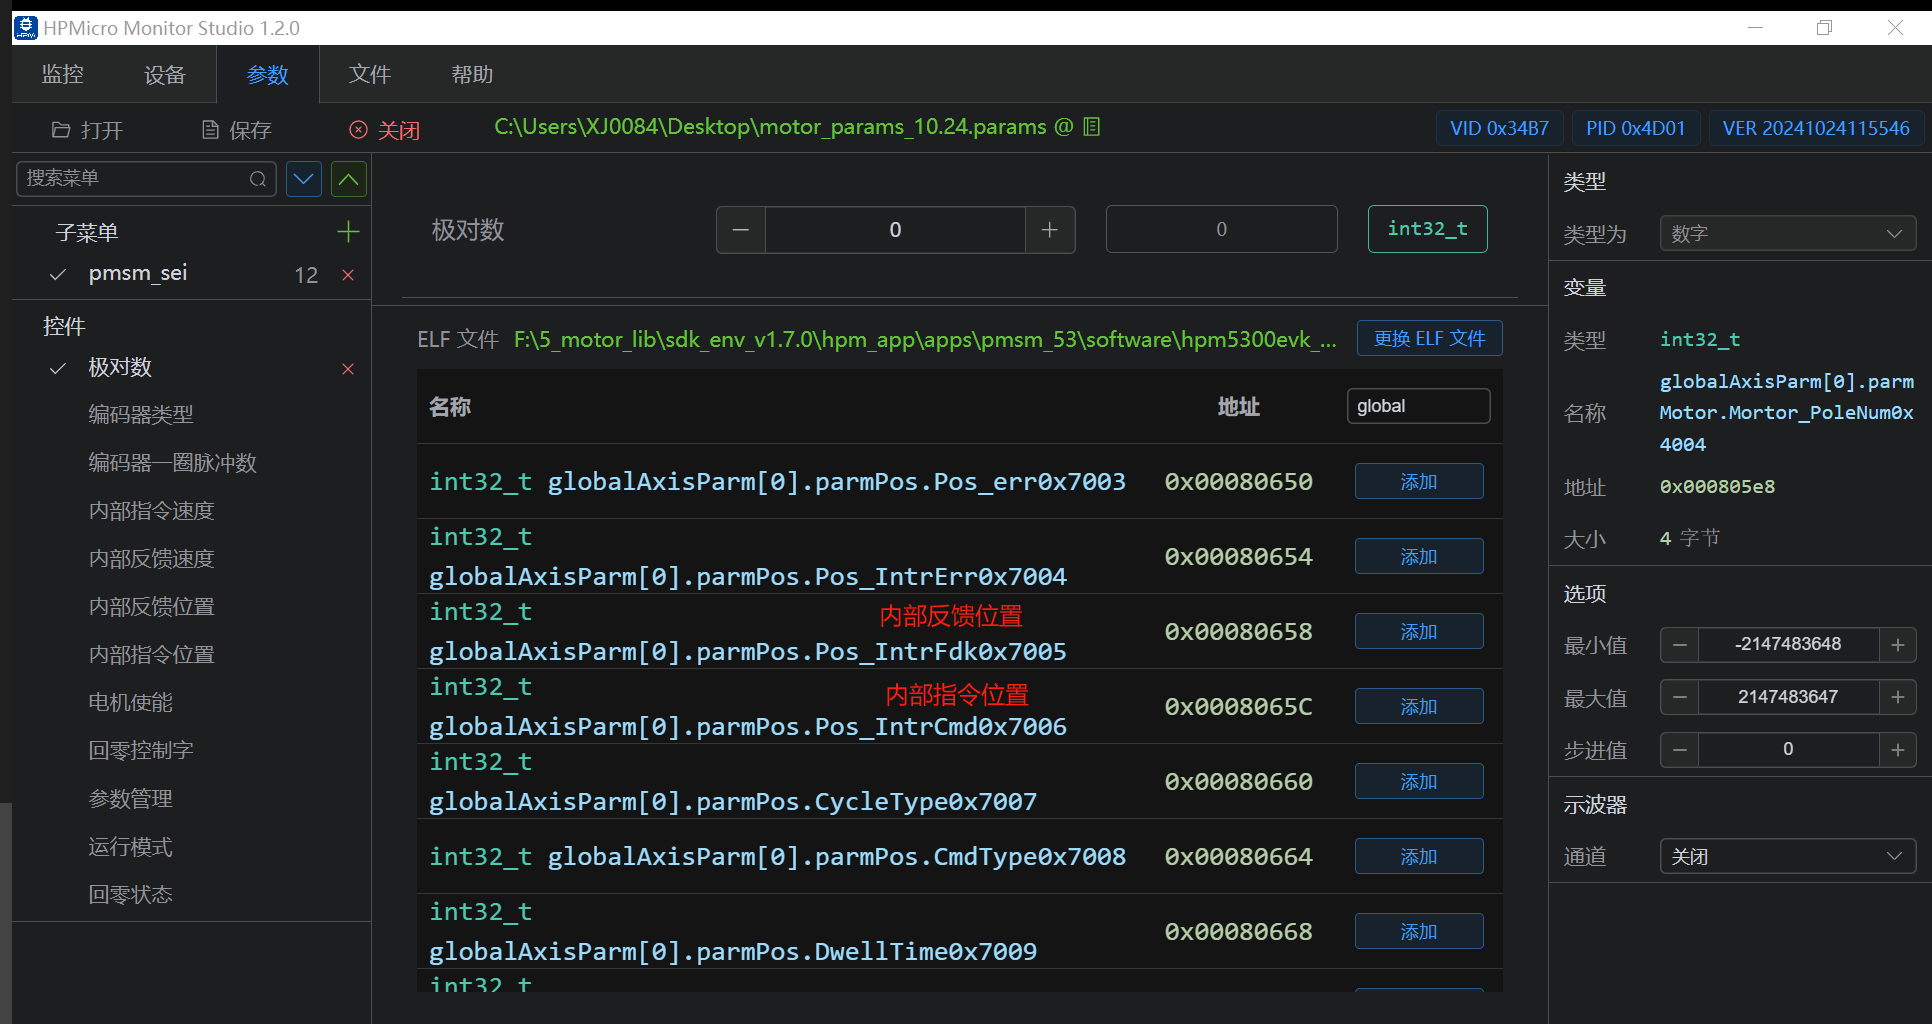 HPMicro Monitor Studio 1.2.0
监控 设备 参数 文件 帮助
打开 保存 关闭 C:\Users\XJ0084\Desktop\motor_params_10.24.params @ VID 0x34B7 PID 0x4D01 VER 20241024115546
搜索菜单
子菜单
pmsm_sei 12
控件
极对数
编码器类型
编码器一圈脉冲数
内部指令速度
内部反馈速度
内部反馈位置
内部指令位置
电机使能
回零控制字
参数管理
运行模式
回零状态
极对数 0 0 int32_t
ELF 文件 F:\5_motor_lib\sdk_env_v1.7.0\hpm_app\apps\pmsm_53\software\hpm5300evk_... 更换 ELF 文件
名称 地址 global
int32_t globalAxisParm[0].parmPos.Pos_err0x7003 0x00080650 添加
int32_t
globalAxisParm[0].parmPos.Pos_IntrErr0x7004 0x00080654 添加
int32_t 内部反馈位置
globalAxisParm[0].parmPos.Pos_IntrFdk0x7005 0x00080658 添加
int32_t 内部指令位置
globalAxisParm[0].parmPos.Pos_IntrCmd0x7006 0x0008065C 添加
int32_t
globalAxisParm[0].parmPos.CycleType0x7007 0x00080660 添加
int32_t globalAxisParm[0].parmPos.CmdType0x7008 0x00080664 添加
int32_t
globalAxisParm[0].parmPos.DwellTime0x7009 0x00080668 添加
int32_t
类型
类型为 数字
变量
类型 int32_t
名称 globalAxisParm[0].parm
Motor.Mortor_PoleNum0x
4004
地址 0x000805e8
大小 4 字节
选项
最小值 -2147483648
最大值 2147483647
步进值 0
示波器
通道 关闭